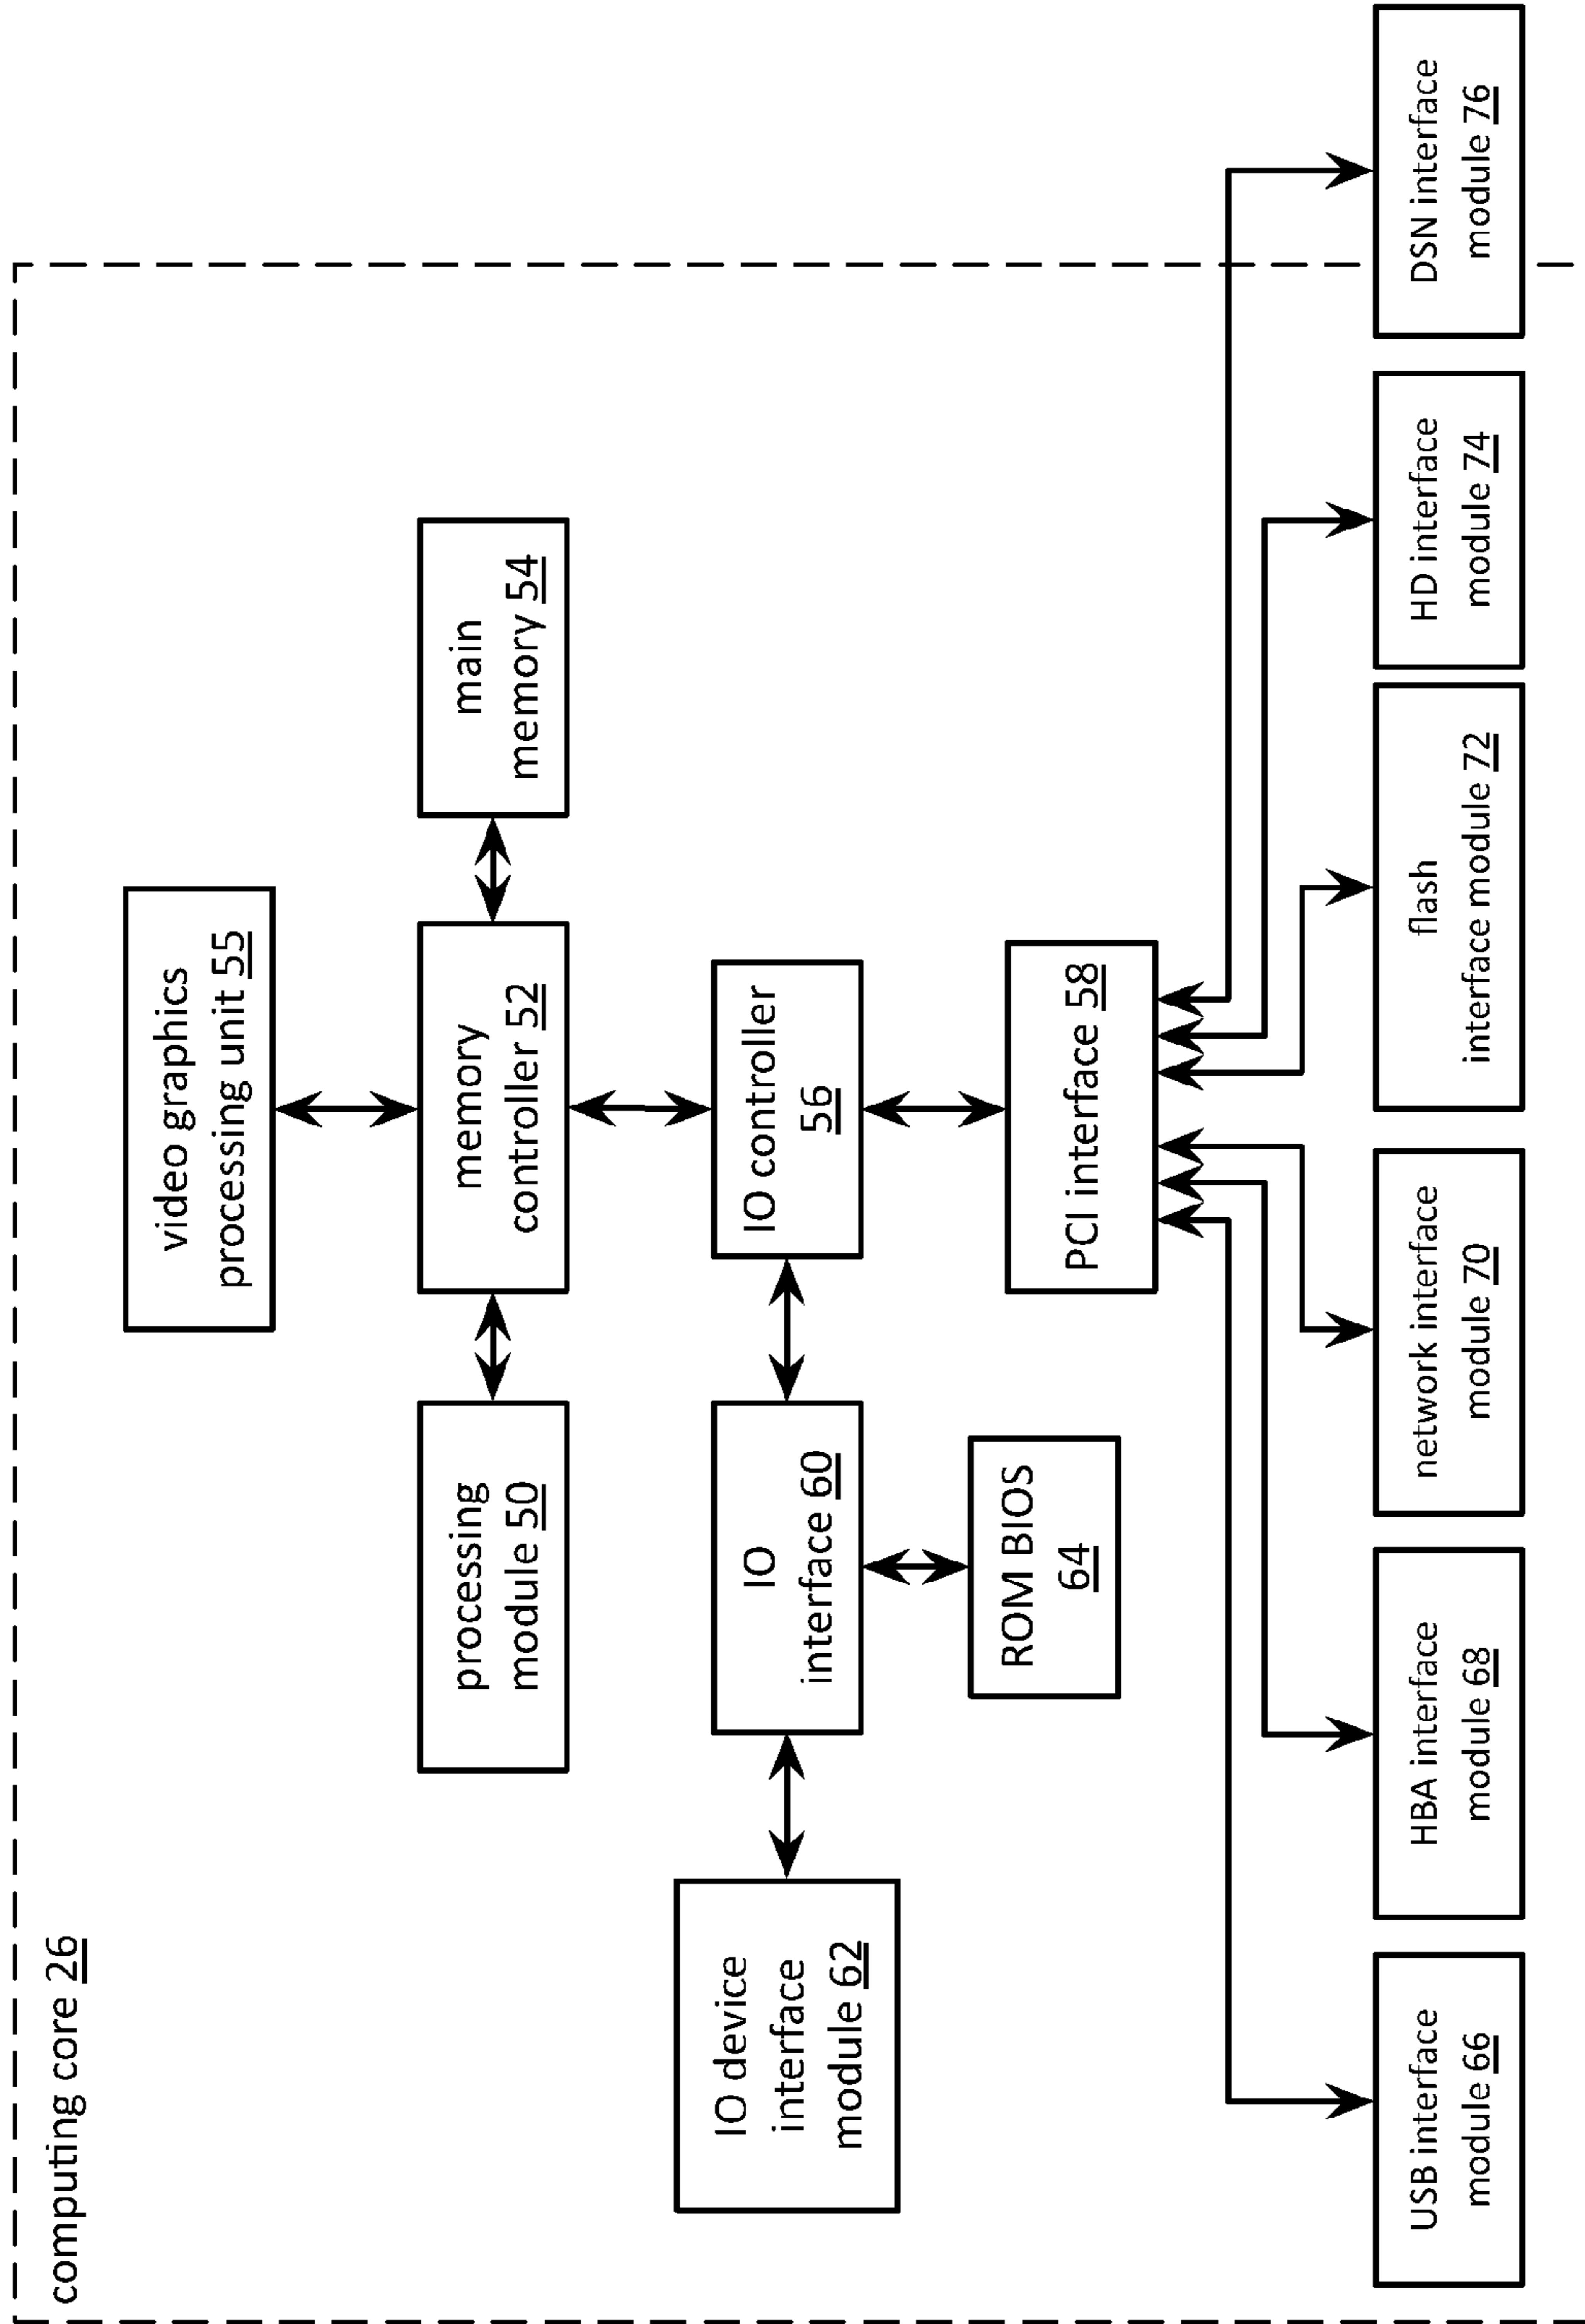 computing core 26
video graphics
processing unit 55
processing
module 50
memory
controller 52
main
memory 54
IO device
interface
module 62
IO
interface 60
IO controller
56
ROM BIOS
64
PCI interface 58
USB interface
module 66
HBA interface
module 68
network interface
module 70
flash
interface module 72
HD interface
module 74
DSN interface
module 76